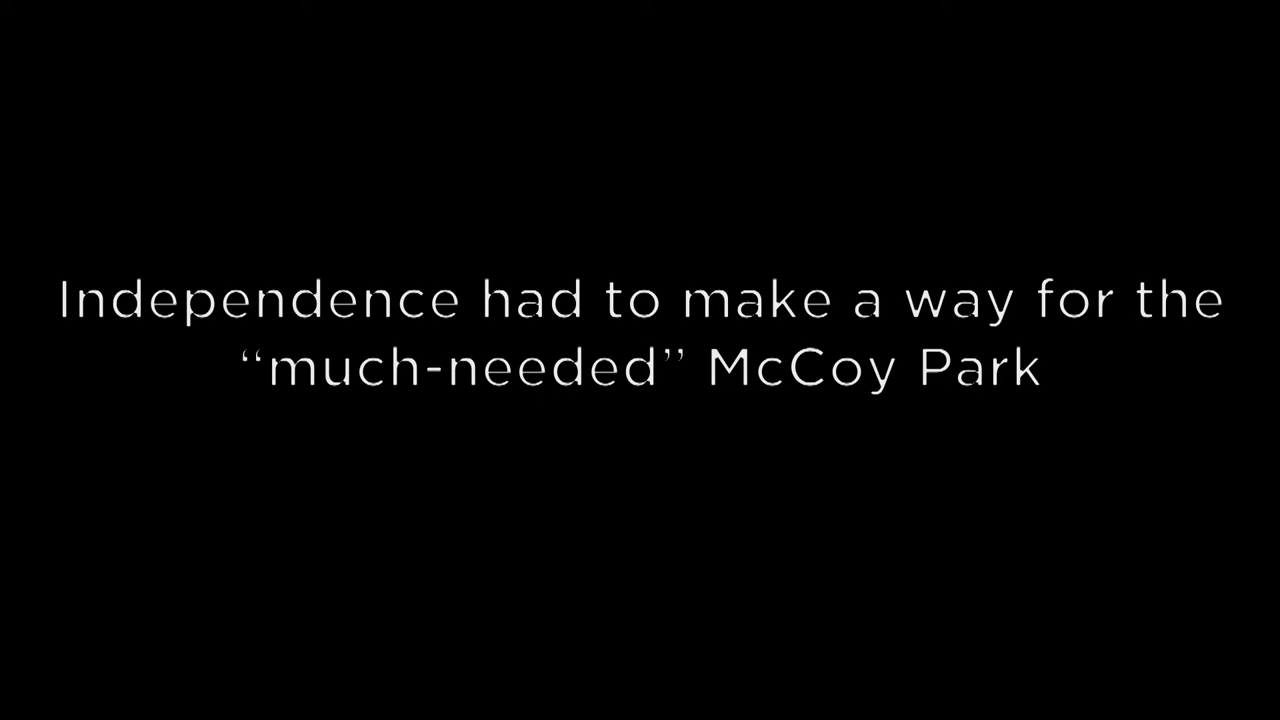 Independence had to make a way for the
“much-needed” McCoy Park